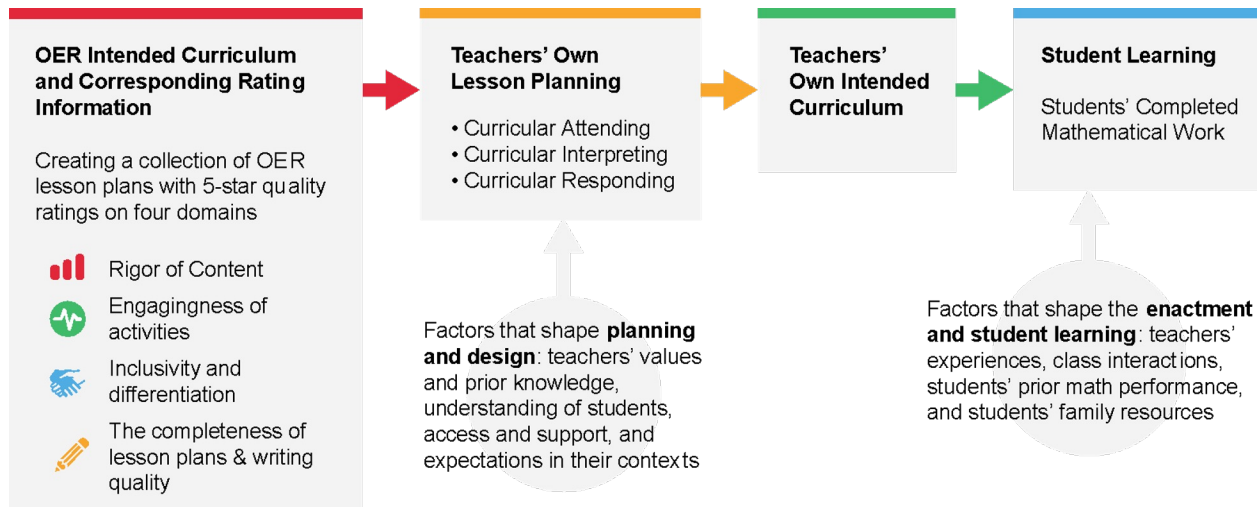 OER Intended Curriculum
and Corresponding Rating
Information
Creating a collection of OER
lesson plans with 5-star quality
ratings on four domains
Rigor of Content
Engagingness of
activities
Inclusivity and
differentiation
The completeness of
lesson plans & writing
quality
Teachers’ Own
Lesson Planning
• Curricular Attending
• Curricular Interpreting
• Curricular Responding
Factors that shape planning
and design: teachers’ values
and prior knowledge,
understanding of students,
access and support, and
expectations in their contexts
Teachers’
Own Intended
Curriculum
Student Learning
Students’ Completed
Mathematical Work
Factors that shape the enactment
and student learning: teachers’
experiences, class interactions,
students’ prior math performance,
and students’ family resources